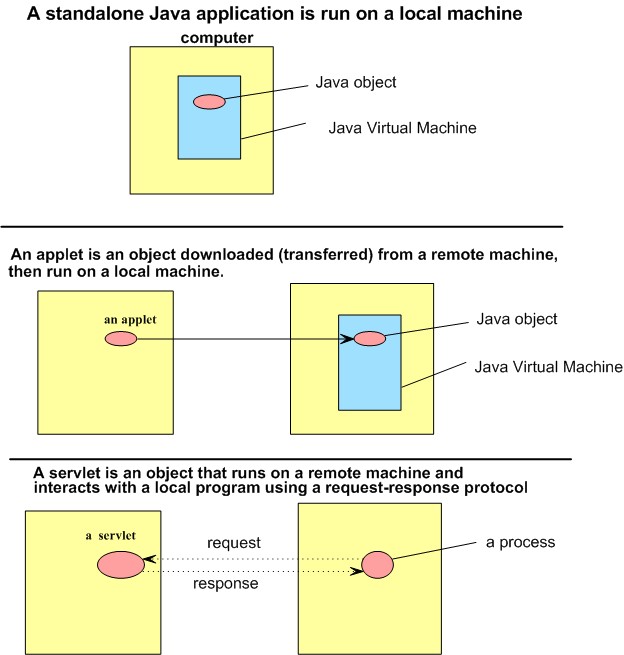 A standalone Java application is run on a local machine
computer
Java object
Java Virtual Machine
An applet is an object downloaded (transferred) from a remote machine,
then run on a local machine.
an applet
Java object
Java Virtual Machine
A servlet is an object that runs on a remote machine and
interacts with a local program using a request-response protocol
a servlet
request
a process
response